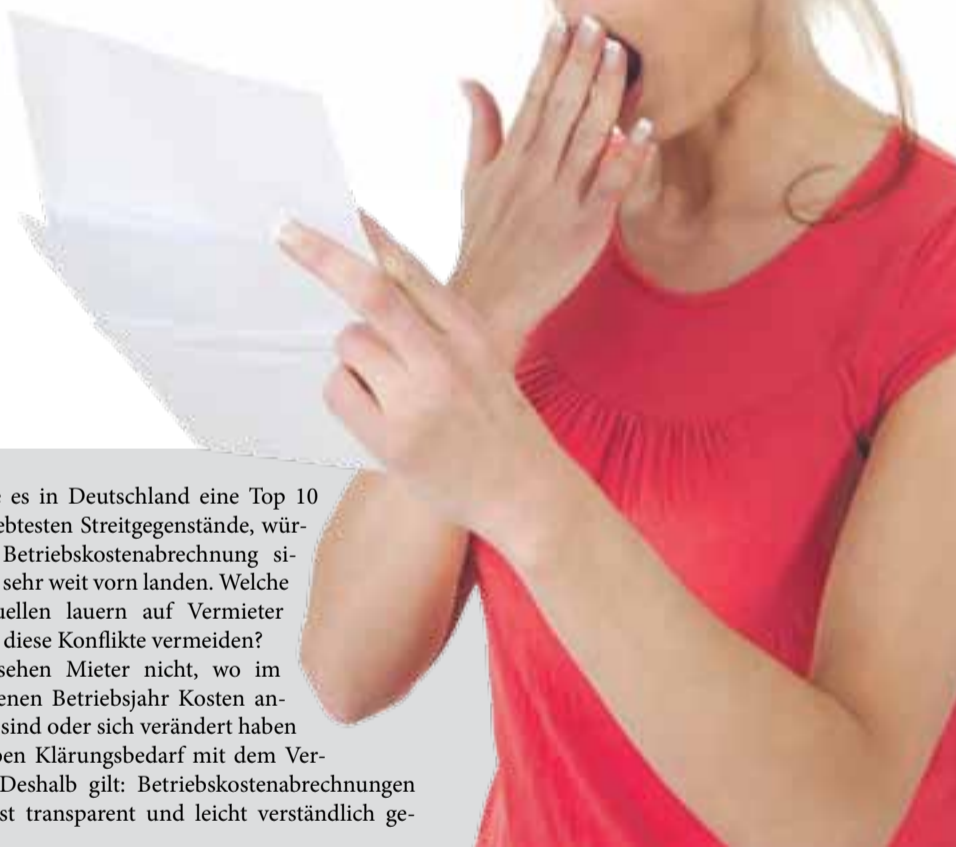 es in Deutschland eine Top 10
ebtesten Streitgegenstände, wür-
Betriebskostenabrechnung si-
sehr weit vorn landen. Welche
uellen lauern auf Vermieter
diese Konflikte vermeiden?
sehen Mieter nicht, wo im
enen Betriebsjahr Kosten an-
sind oder sich verändert haben
ben Klärungsbedarf mit dem Ver-
Deshalb gilt: Betriebskostenabrechnungen
st transparent und leicht verständlich ge-